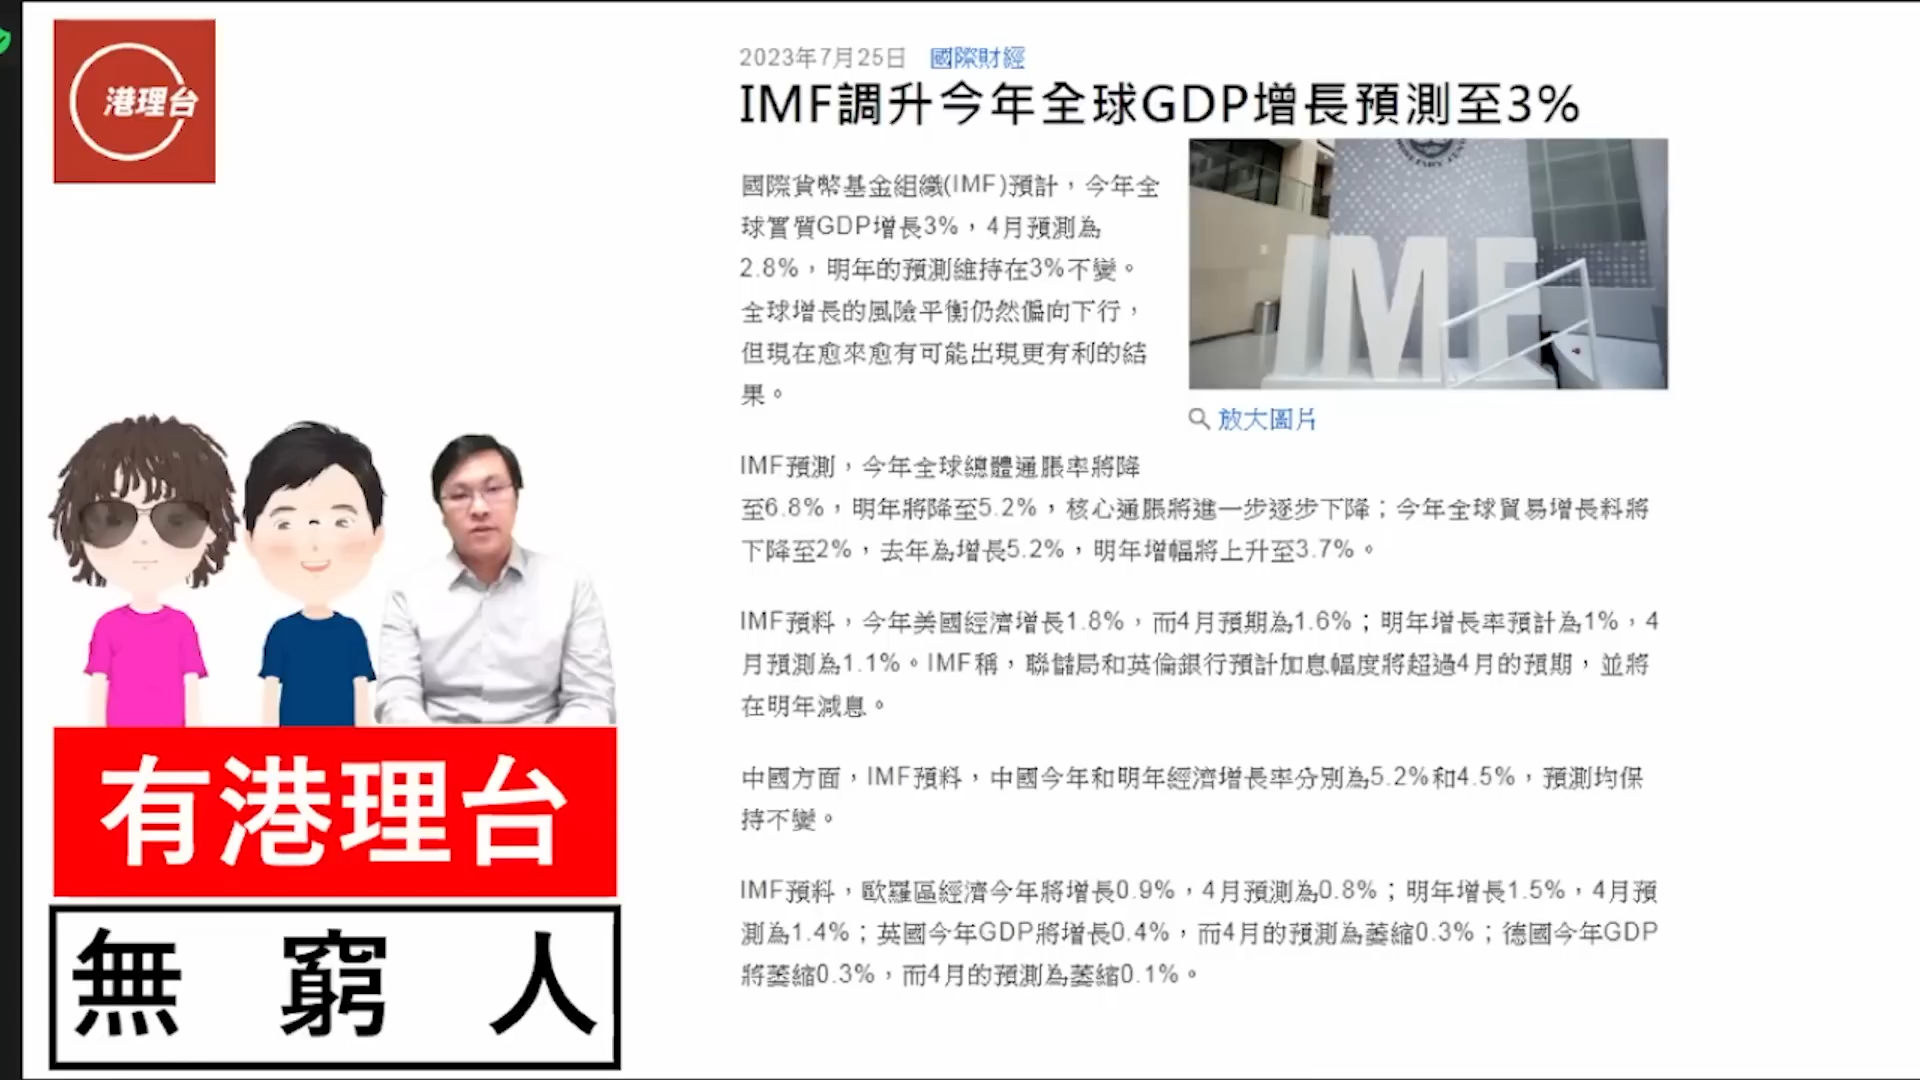 港理台
2023年7月25日 國際財經
IMF調升今年全球GDP增長預測至3%
國際貨幣基金組織(IMF)預計，今年全
球實質GDP增長3%，4月預測為
2.8%，明年的預測維持在3%不變。
全球增長的風險平衡仍然偏向下行，
但現在愈來愈有可能出現更有利的結
果。
IMF
放大圖片
IMF預測，今年全球總體通脹率將降
至6.8%，明年將降至5.2%，核心通脹將進一步逐步下降；今年全球貿易增長料將
下降至2%，去年為增長5.2%，明年增幅將上升至3.7%。
IMF預料，今年美國經濟增長1.8%，而4月預期為1.6%；明年增長率預計為1%，4
月預測為1.1%。IMF稱，聯儲局和英倫銀行預計加息幅度將超過4月的預期，並將
在明年減息。
中國方面，IMF預料，中國今年和明年經濟增長率分別為5.2%和4.5%，預測均保
持不變。
IMF預料，歐羅區經濟今年將增長0.9%，4月預測為0.8%；明年增長1.5%，4月預
測為1.4%；英國今年GDP將增長0.4%，而4月的預測為萎縮0.3%；德國今年GDP
將萎縮0.3%，而4月的預測為萎縮0.1%。
有港理台
無窮人